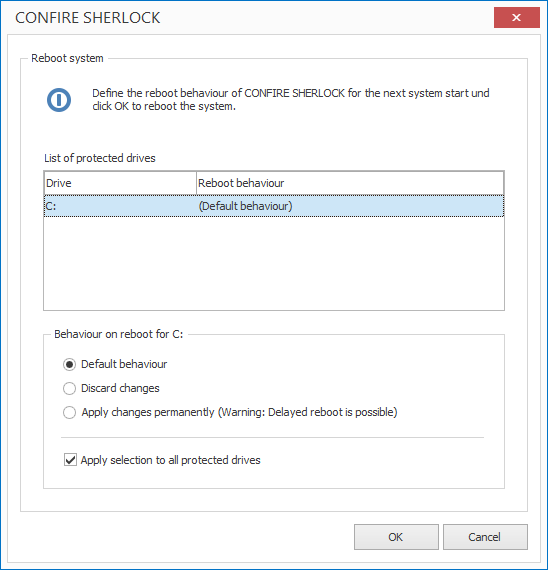 CONFIRE SHERLOCK
Reboot system
Define the reboot behaviour of CONFIRE SHERLOCK for the next system start und
click OK to reboot the system.
List of protected drives
Drive Reboot behaviour
C: (Default behaviour)
Behaviour on reboot for C:
Default behaviour
Discard changes
Apply changes permanently (Warning: Delayed reboot is possible)
Apply selection to all protected drives
OK Cancel